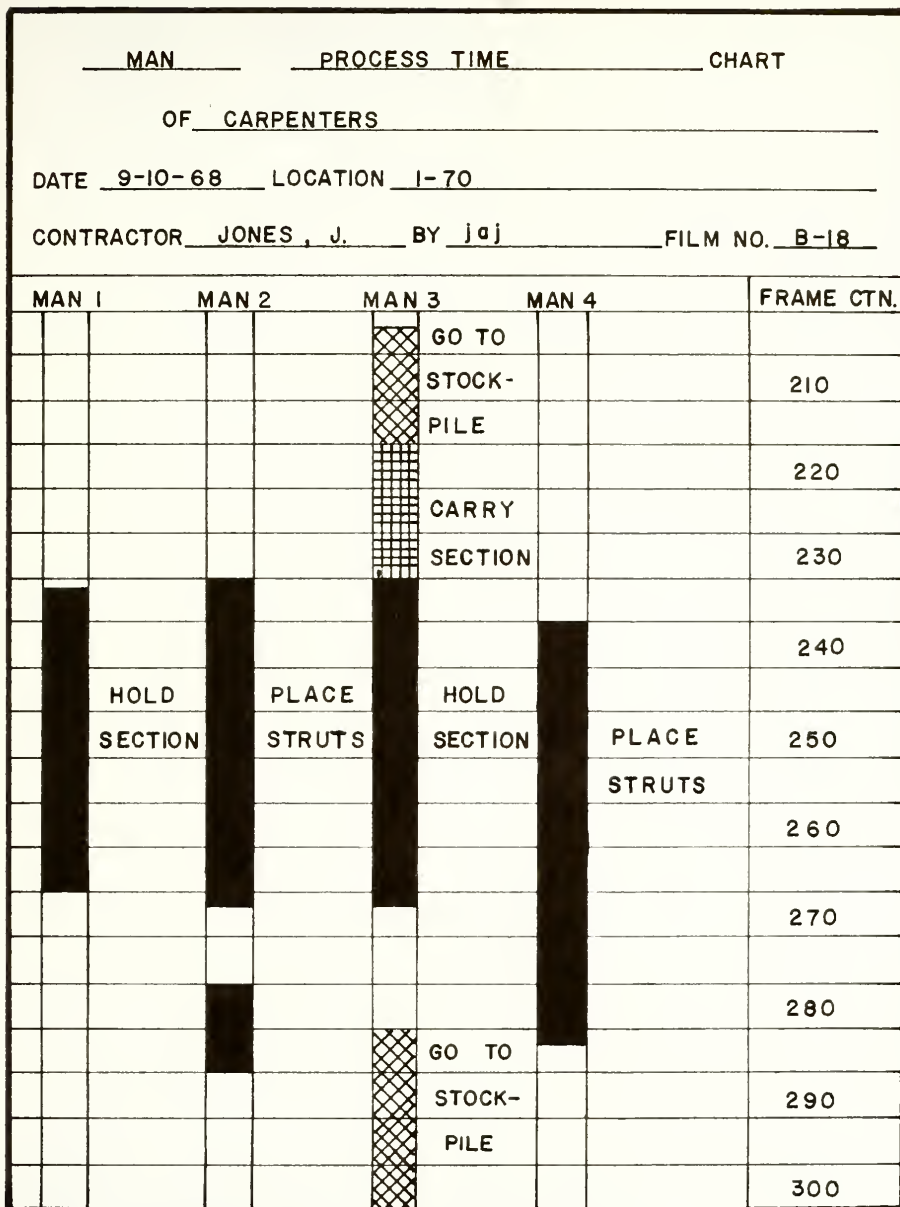 MAN PROCESS TIME CHART
OF CARPENTERS
DATE 9-10-68 LOCATION I-70
CONTRACTOR JONES, J. BY jaj FILM NO. B-18
MAN 1 MAN 2 MAN 3 MAN 4 FRAME CTN.
GO TO
STOCK- 210
PILE
220
CARRY
SECTION 230
240
HOLD PLACE HOLD
SECTION STRUTS SECTION PLACE 250
STRUTS
260
270
280
GO TO
STOCK- 290
PILE
300